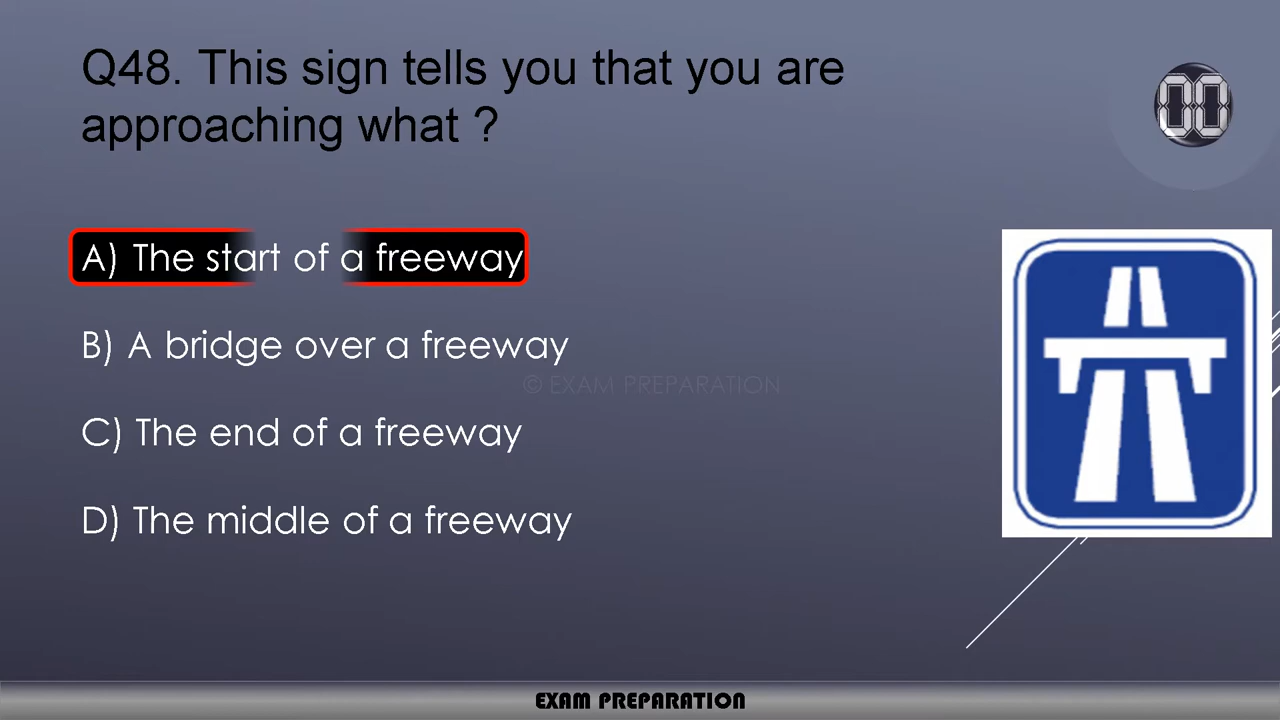 Q48. This sign tells you that you are
approaching what ?
00
A) The start of a freeway
B) A bridge over a freeway
© EXAM PREPARATION
C) The end of a freeway
D) The middle of a freeway
EXAM PREPARATION